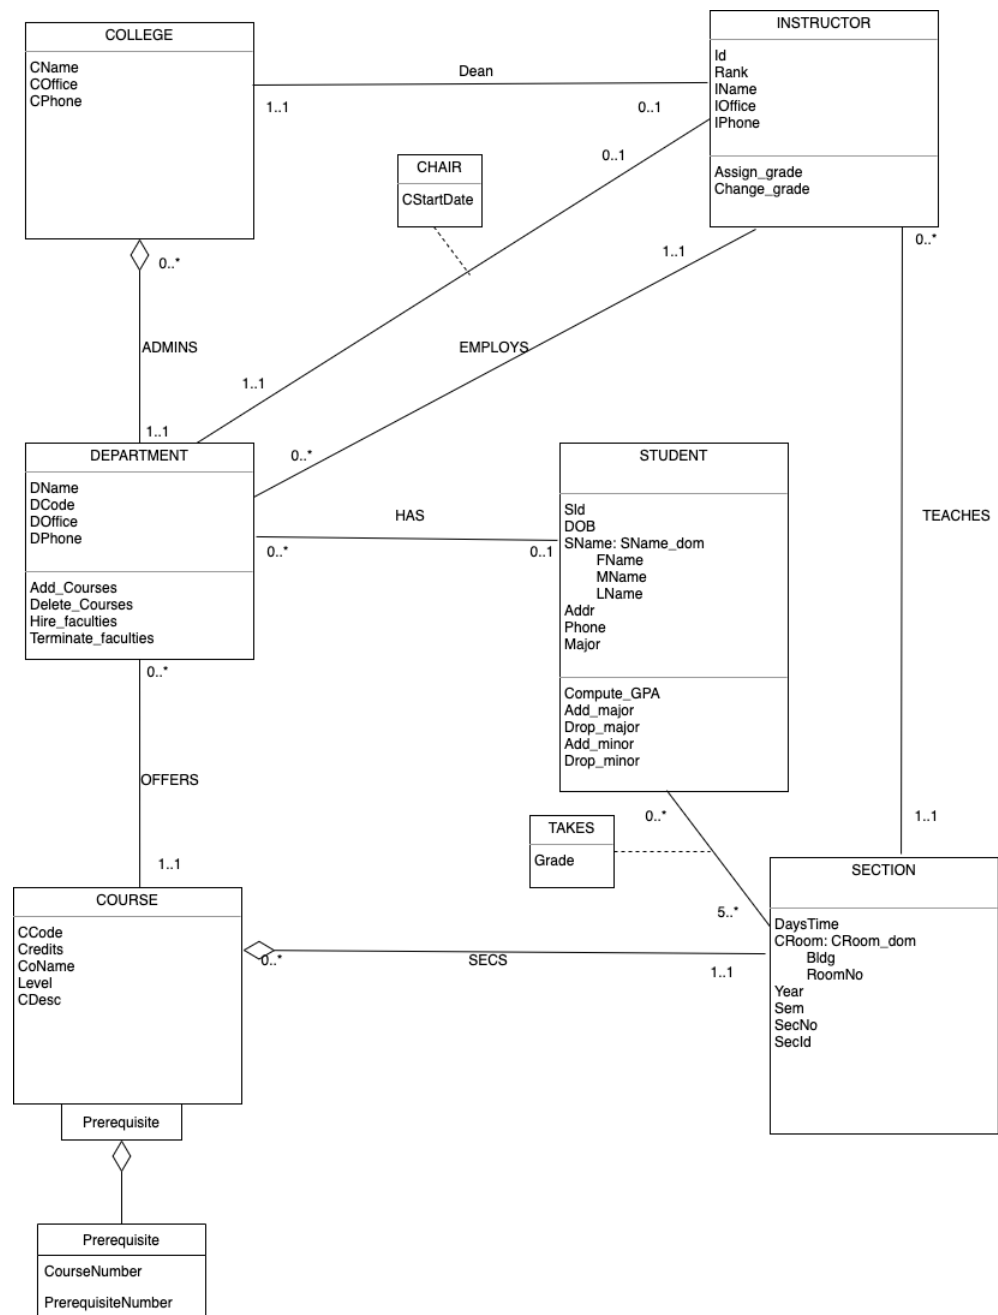 COLLEGE
CName
COffice
CPhone
INSTRUCTOR
Id
Rank
IName
IOffice
IPhone
Assign_grade
Change_grade
Dean
1..1
0..1
CHAIR
CStartDate
0..1
1..1
0..*
1..1
0..*
ADMINS
EMPLOYS
1..1
0..*
1..1
DEPARTMENT
DName
DCode
DOffice
DPhone
Add_Courses
Delete_Courses
Hire_faculties
Terminate_faculties
HAS
0..*
0..1
STUDENT
SId
DOB
SName: SName_dom
FName
MName
LName
Addr
Phone
Major
Compute_GPA
Add_major
Drop_major
Add_minor
Drop_minor
TEACHES
0..*
OFFERS
1..1
0..*
TAKES
Grade
5..*
1..1
COURSE
CCode
Credits
CoName
Level
CDesc
0..*
SECS
1..1
SECTION
DaysTime
CRoom: CRoom_dom
Bldg
RoomNo
Year
Sem
SecNo
SecId
Prerequisite
Prerequisite
CourseNumber
PrerequisiteNumber